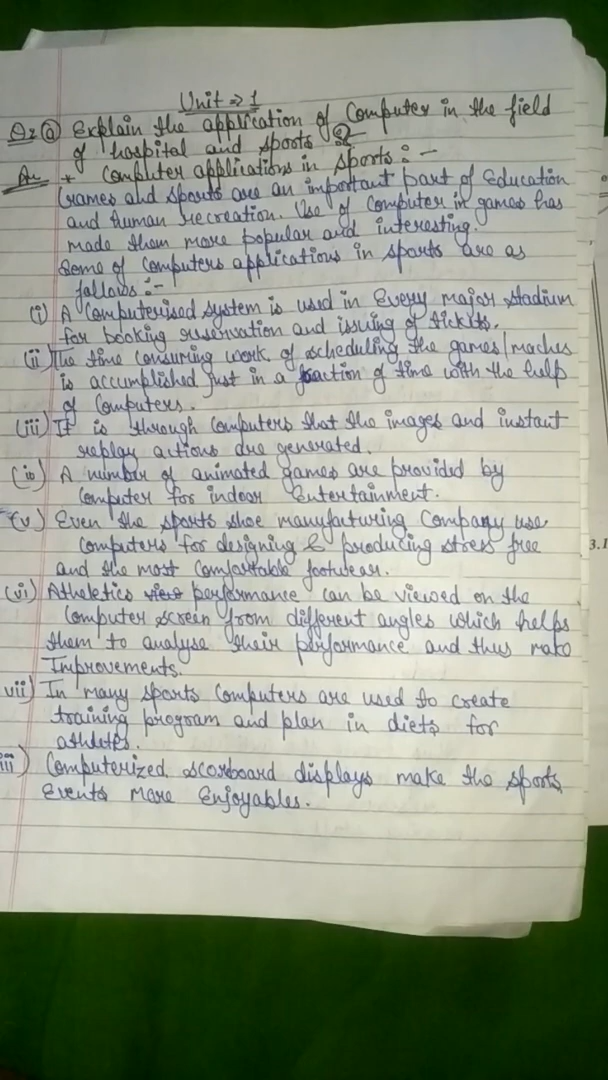 Unit ⇒ 1
Q2 (a) Explain the application of Computer in the field
of hospital and sports ?
An * Computer applications in Sports :-
Games and Sports are an important part of Education
and human recreation. Use of Computer in games has
made them more popular and interesting.
Some of Computers applications in sports are as
follows :-
(i) A Computerised system is used in Every major stadium
for booking reservation and issuing of tickits.
(ii) The time consuming work of scheduling the games/maches
is accomplished just in a fraction of time with the help
of Computers.
(iii) It is through Computers that the images and instant
replay actions are generated.
(iv) A number of animated games are provided by
Computer for indoor Entertainment.
(v) Even the sports shoe manufacturing Company use
Computers for designing & producing stress free
and the most Comfortable footwear.
(vi) Atheletics performance can be viewed on the
Computer screen from different angles which helps
them to analyse their performance and thus make
Improvements.
vii) In many sports Computers are used to create
training program and plan in diets for
athletes.
iii) Computerized scorboard displays make the sports
Events More Enjoyables.
3.1